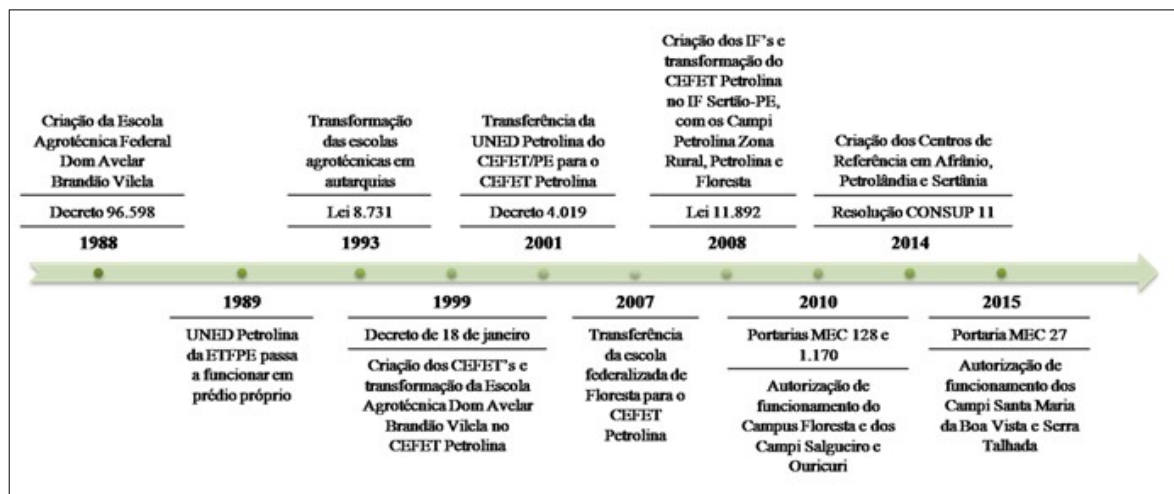 Criação da Escola
Agrotécnica Federal
Dom Avelar
Brandão Vilela
Decreto 96.598
1988
Transformação
das escolas
agrotécnicas em
autarquias
Lei 8.731
1993
Transferência da
UNED Petrolina do
CEFET/PE para o
CEFET Petrolina
Decreto 4.019
2001
Criação dos IF's e
transformação do
CEFET Petrolina
no IF Sertão-PE,
com os Campi
Petrolina Zona
Rural, Petrolina e
Floresta
Lei 11.892
2008
Criação dos Centros de
Referência em Afrânio,
Petrolândia e Sertânia
Resolução CONSUP 11
2014
1989
UNED Petrolina
da ETFPE passa
a funcionar em
prédio próprio
1999
Decreto de 18 de janeiro
Criação dos CEFET's e
transformação da Escola
Agrotécnica Dom Avelar
Brandão Vilela no
CEFET Petrolina
2007
Transferência
da escola
federalizada de
Floresta para o
CEFET
Petrolina
2010
Portarias MEC 128 e
1.170
Autorização de
funcionamento do
Campus Floresta e dos
Campi Salgueiro e
Ouricuri
2015
Portaria MEC 27
Autorização de
funcionamento dos
Campi Santa Maria
da Boa Vista e Serra
Talhada